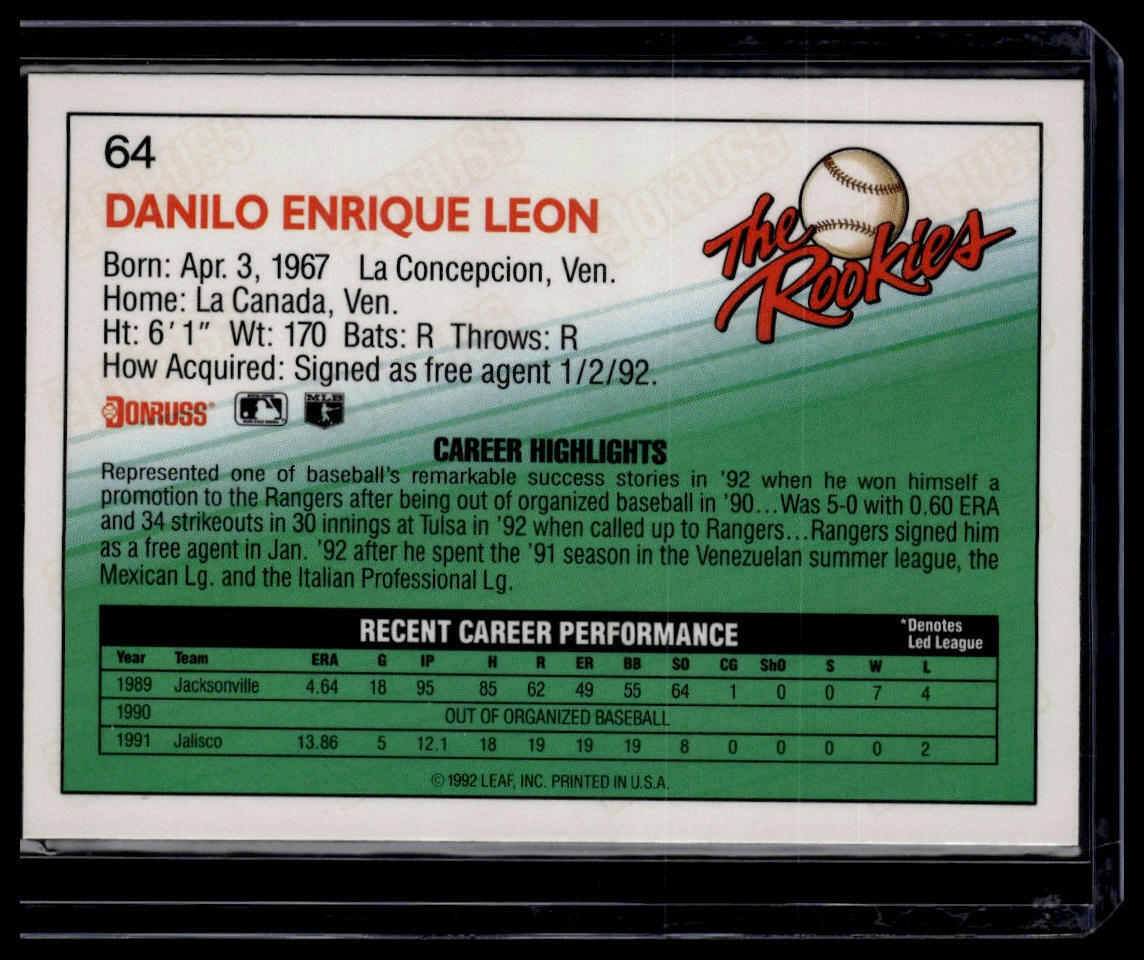 64
DANILO ENRIQUE LEON
The
Rookies
Born: Apr. 3, 1967 La Concepcion, Ven.
Home: La Canada, Ven.
Ht: 6'1" Wt: 170 Bats: R Throws: R
How Acquired: Signed as free agent 1/2/92.
DONRUSS MLB
CAREER HIGHLIGHTS
Represented one of baseball's remarkable success stories in '92 when he won himself a
promotion to the Rangers after being out of organized baseball in '90...Was 5-0 with 0.60 ERA
and 34 strikeouts in 30 innings at Tulsa in '92 when called up to Rangers...Rangers signed him
as a free agent in Jan. '92 after he spent the '91 season in the Venezuelan summer league, the
Mexican Lg. and the Italian Professional Lg.
RECENT CAREER PERFORMANCE
*Denotes
Led League
Year Team ERA G IP H R ER BB SO CG ShO S W L
1989 Jacksonville 4.64 18 95 85 62 49 55 64 1 0 0 7 4
1990 OUT OF ORGANIZED BASEBALL
1991 Jalisco 13.86 5 12.1 18 19 19 19 8 0 0 0 0 2
© 1992 LEAF, INC. PRINTED IN U.S.A.